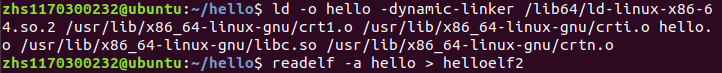 zhs1170300232@ubuntu:~/hello$ ld -o hello -dynamic-linker /lib64/ld-linux-x86-6
4.so.2 /usr/lib/x86_64-linux-gnu/crt1.o /usr/lib/x86_64-linux-gnu/crti.o hello.
o /usr/lib/x86_64-linux-gnu/libc.so /usr/lib/x86_64-linux-gnu/crtn.o
zhs1170300232@ubuntu:~/hello$ readelf -a hello > helloelf2